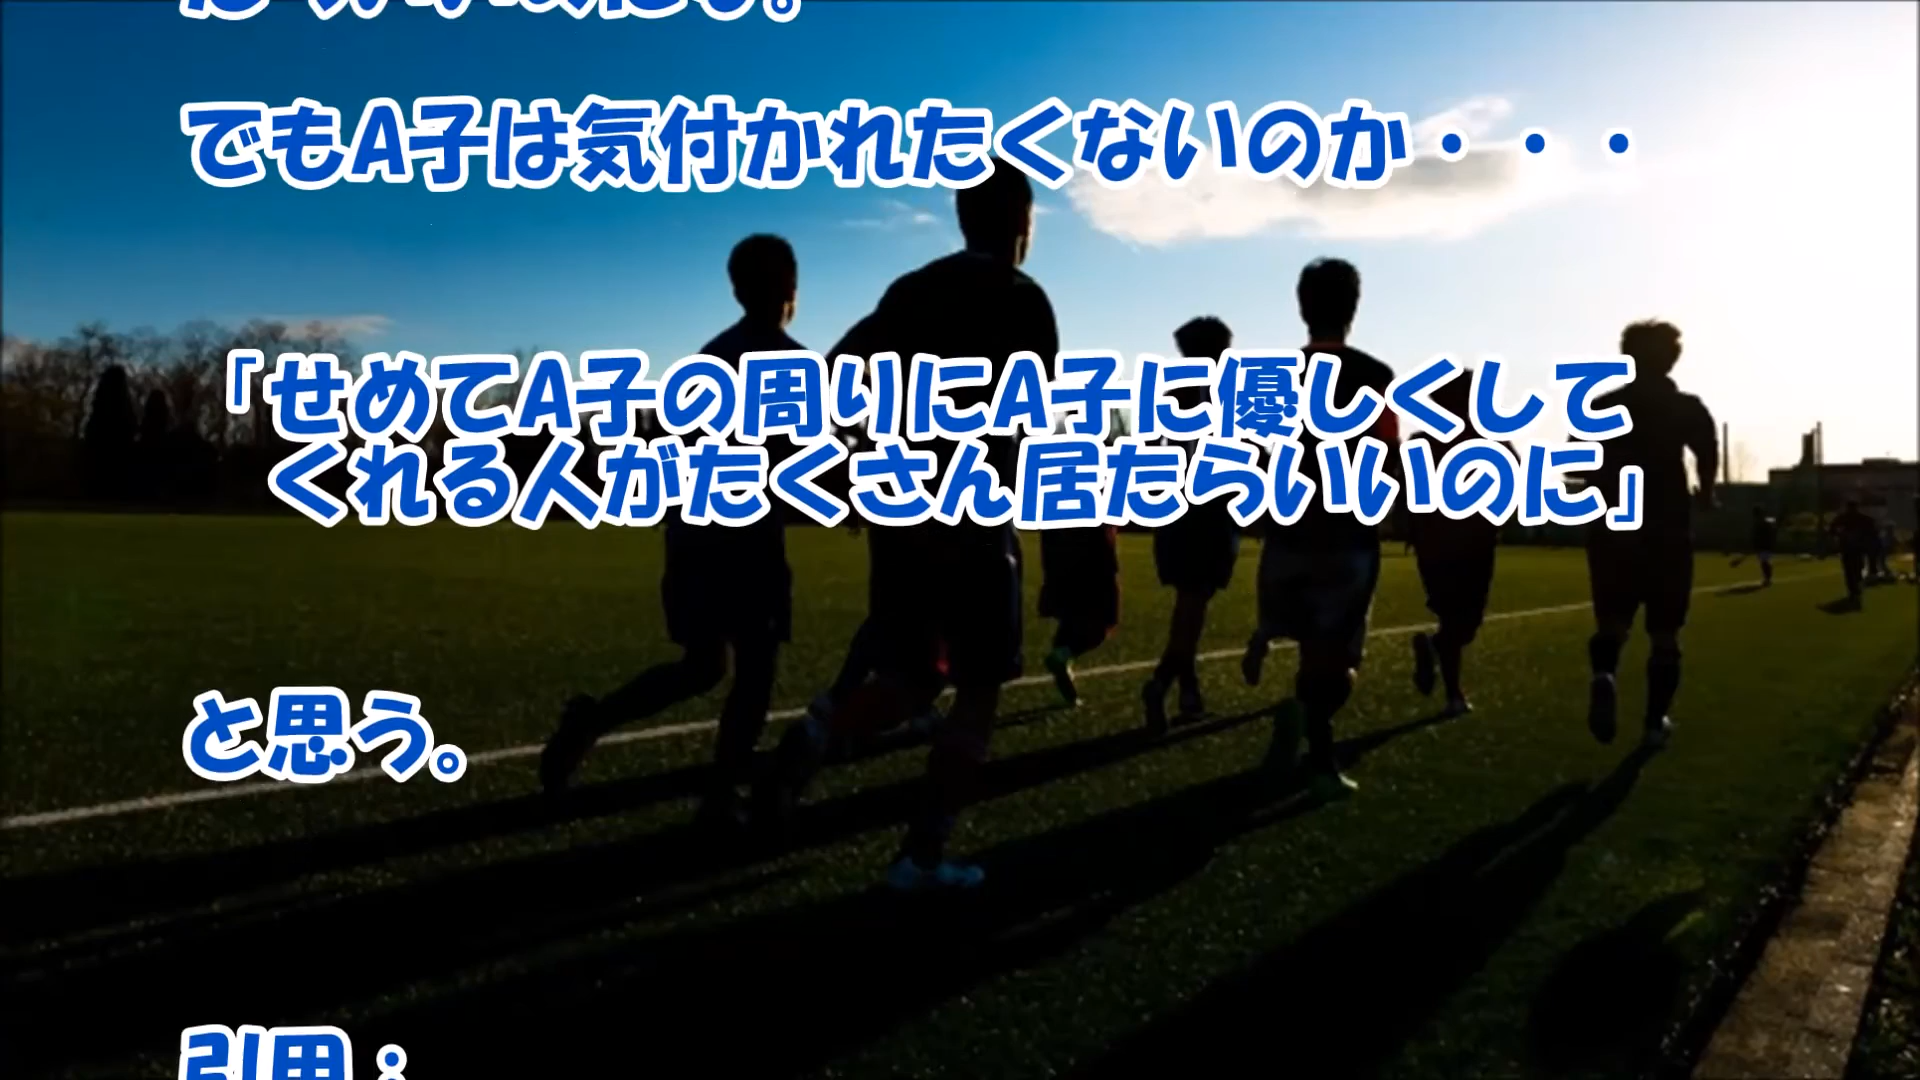 でもA子は気付かれたくないのか・・・
「せめてA子の周りにA子に優しくして
くれる人がたくさん居たらいいのに」
と思う。
引用：